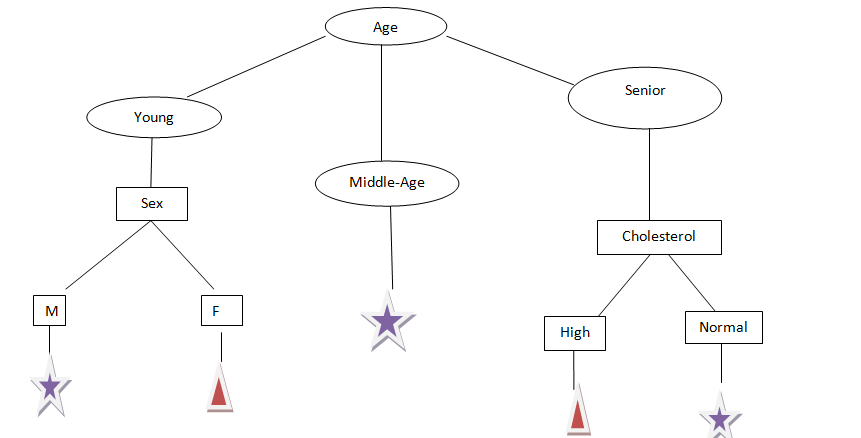 Age
Young
Middle-Age
Senior
Sex
Cholesterol
M
F
High
Normal